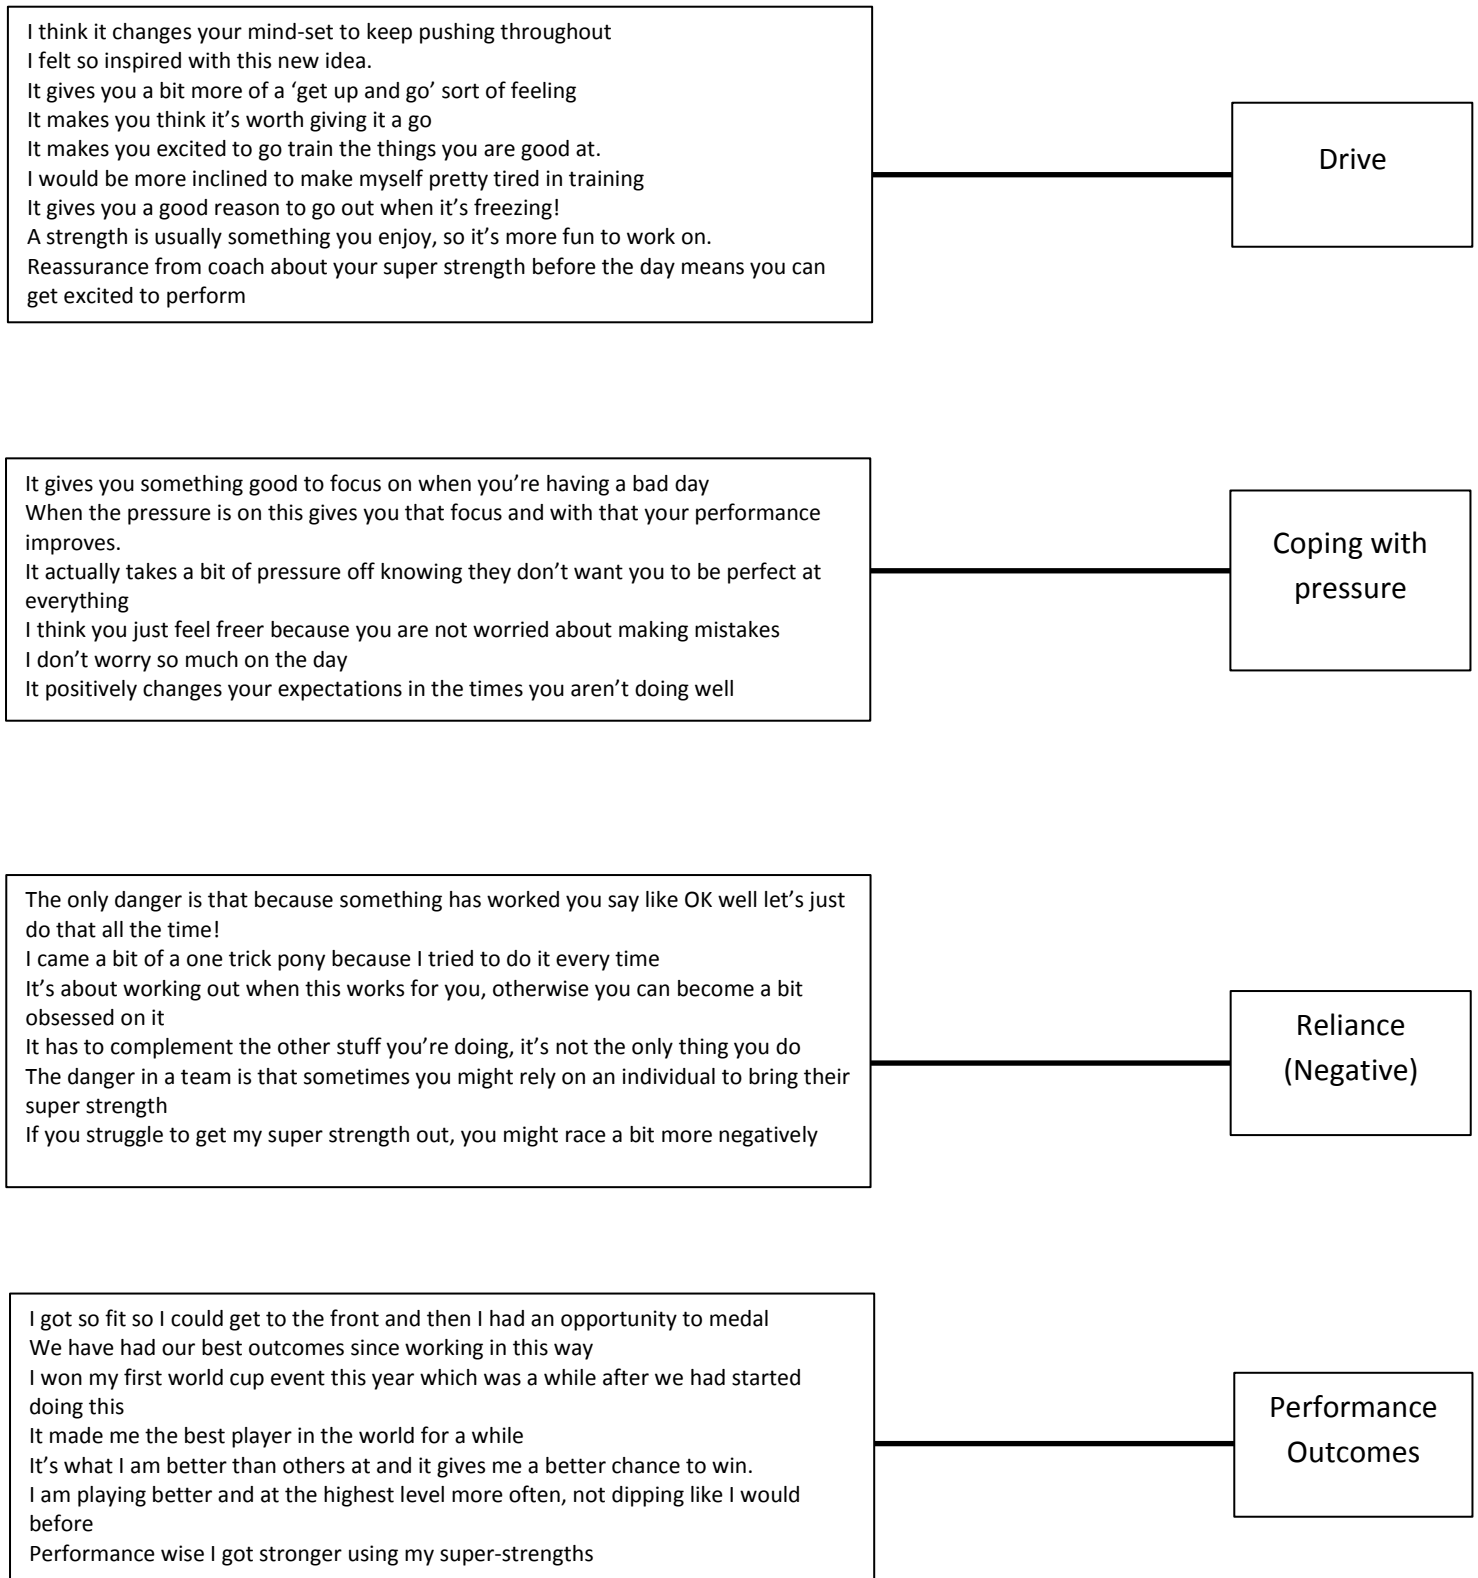 I think it changes your mind-set to keep pushing throughout
I felt so inspired with this new idea.
It gives you a bit more of a ‘get up and go’ sort of feeling
It makes you think it’s worth giving it a go
It makes you excited to go train the things you are good at.
I would be more inclined to make myself pretty tired in training
It gives you a good reason to go out when it’s freezing!
A strength is usually something you enjoy, so it’s more fun to work on.
Reassurance from coach about your super strength before the day means you can
get excited to perform
Drive
It gives you something good to focus on when you’re having a bad day
When the pressure is on this gives you that focus and with that your performance
improves.
It actually takes a bit of pressure off knowing they don’t want you to be perfect at
everything
I think you just feel freer because you are not worried about making mistakes
I don’t worry so much on the day
It positively changes your expectations in the times you aren’t doing well
Coping with
pressure
The only danger is that because something has worked you say like OK well let’s just
do that all the time!
I came a bit of a one trick pony because I tried to do it every time
It’s about working out when this works for you, otherwise you can become a bit
obsessed on it
It has to complement the other stuff you’re doing, it’s not the only thing you do
The danger in a team is that sometimes you might rely on an individual to bring their
super strength
If you struggle to get my super strength out, you might race a bit more negatively
Reliance
(Negative)
I got so fit so I could get to the front and then I had an opportunity to medal
We have had our best outcomes since working in this way
I won my first world cup event this year which was a while after we had started
doing this
It made me the best player in the world for a while
It’s what I am better than others at and it gives me a better chance to win.
I am playing better and at the highest level more often, not dipping like I would
before
Performance wise I got stronger using my super-strengths
Performance
Outcomes